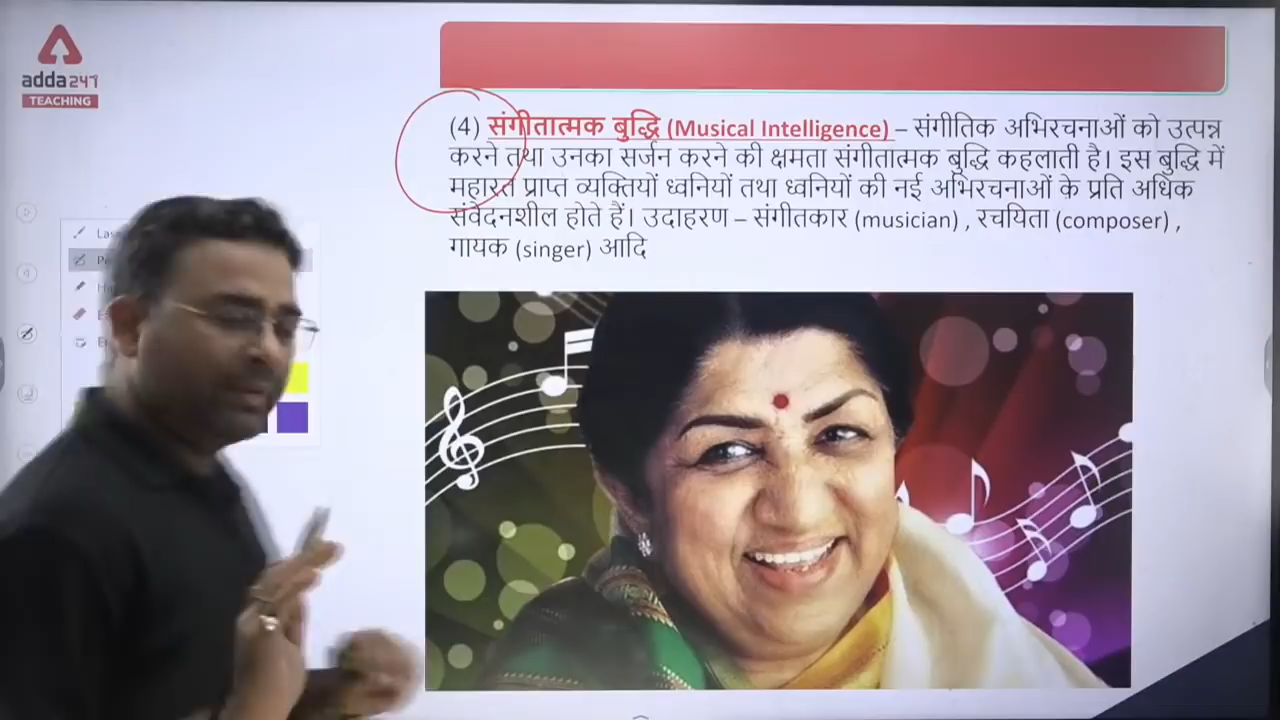 adda247
TEACHING
(4) संगीतात्मक बुद्धि (Musical Intelligence) – संगीतिक अभिरचनाओं को उत्पन्न
करने तथा उनका सर्जन करने की क्षमता संगीतात्मक बुद्धि कहलाती है। इस बुद्धि में
महारत प्राप्त व्यक्तियों ध्वनियों तथा ध्वनियों की नई अभिरचनाओं के प्रति अधिक
संवेदनशील होते हैं। उदाहरण – संगीतकार (musician) , रचयिता (composer) ,
गायक (singer) आदि